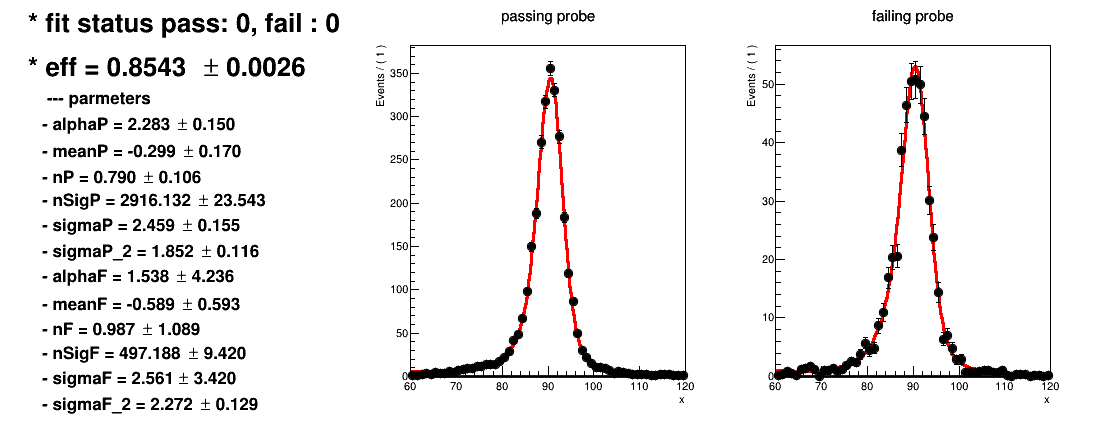 * fit status pass: 0, fail : 0
* eff = 0.8543 ± 0.0026
--- parmeters
- alphaP = 2.283 ± 0.150
- meanP = -0.299 ± 0.170
- nP = 0.790 ± 0.106
- nSigP = 2916.132 ± 23.543
- sigmaP = 2.459 ± 0.155
- sigmaP_2 = 1.852 ± 0.116
- alphaF = 1.538 ± 4.236
- meanF = -0.589 ± 0.593
- nF = 0.987 ± 1.089
- nSigF = 497.188 ± 9.420
- sigmaF = 2.561 ± 3.420
- sigmaF_2 = 2.272 ± 0.129
passing probe
Events / ( 1 )
350
300
250
200
150
100
50
0
60 70 80 90 100 110 120
x
failing probe
Events / ( 1 )
50
40
30
20
10
0
60 70 80 90 100 110 120
x